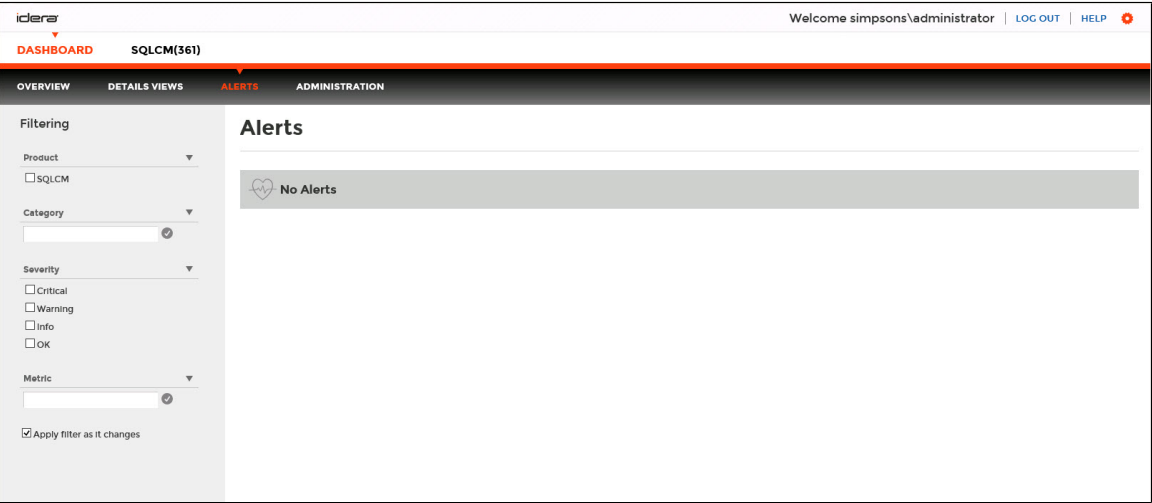 idera
Welcome simpsons\administrator | LOG OUT | HELP
DASHBOARD SQLCM(361)
OVERVIEW DETAILS VIEWS ALERTS ADMINISTRATION
Filtering
Product
SQLCM
Category
Severity
Critical
Warning
Info
OK
Metric
Apply filter as it changes
Alerts
No Alerts